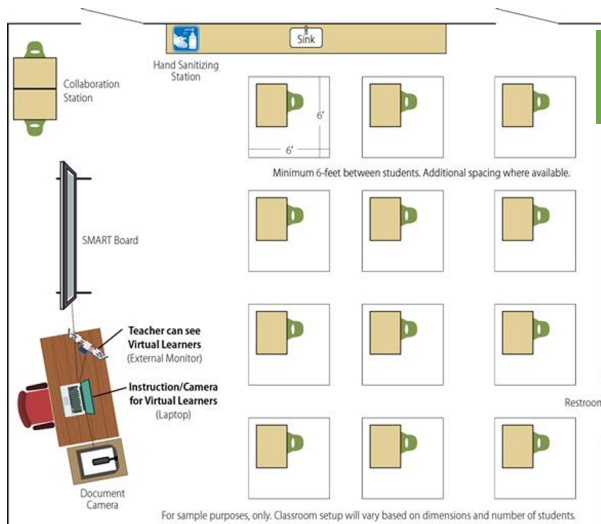 Sink
Hand Sanitizing
Station
Collaboration
Station
6'
6'
Minimum 6-feet between students. Additional spacing where available.
SMART Board
Teacher can see
Virtual Learners
(External Monitor)
Instruction/Camera
for Virtual Learners
(Laptop)
Restroom
Document
Camera
For sample purposes, only. Classroom setup will vary based on dimensions and number of students.